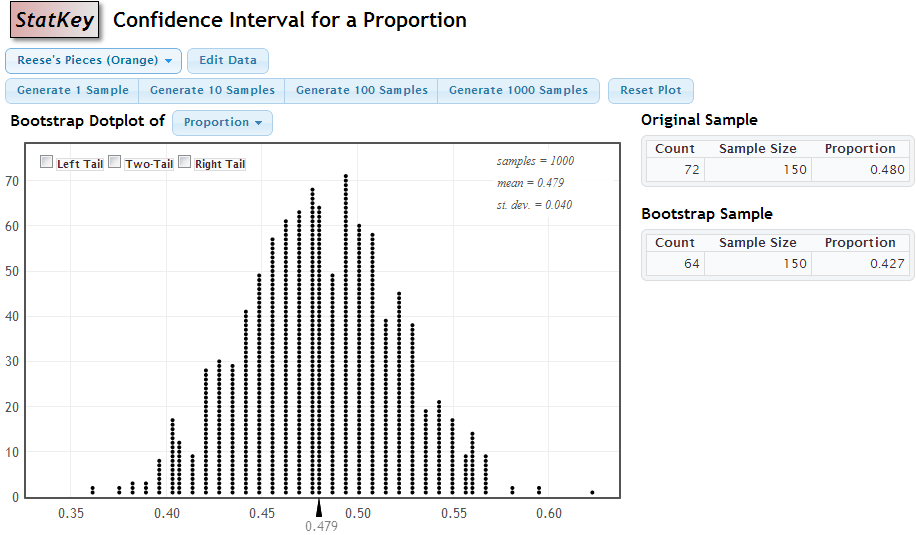 StatKey Confidence Interval for a Proportion
Reese's Pieces (Orange) Edit Data
Generate 1 Sample Generate 10 Samples Generate 100 Samples Generate 1000 Samples Reset Plot
Bootstrap Dotplot of Proportion
Left Tail Two-Tail Right Tail
samples = 1000
mean = 0.479
st. dev. = 0.040
70
60
50
40
30
20
10
0
0.35 0.40 0.45 0.50 0.55 0.60
0.479
Original Sample
Count Sample Size Proportion
72 150 0.480
Bootstrap Sample
Count Sample Size Proportion
64 150 0.427